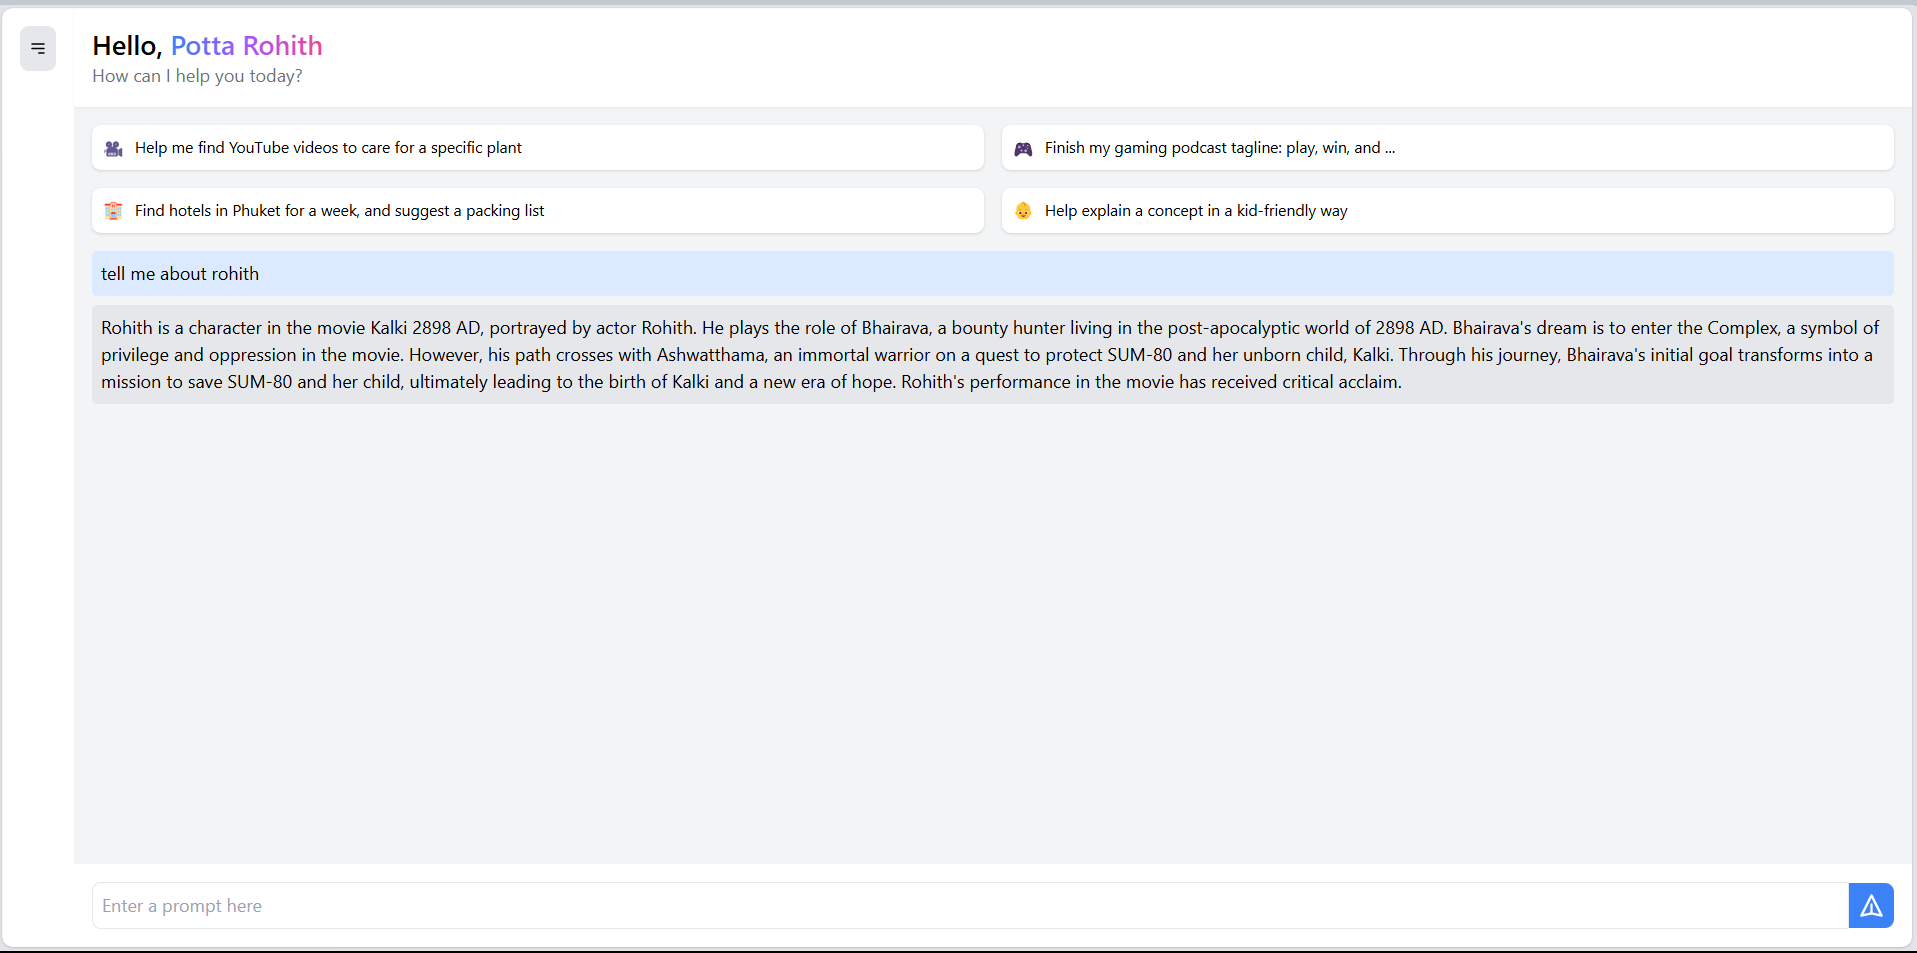 Hello, Potta Rohith
How can I help you today?
Help me find YouTube videos to care for a specific plant
Finish my gaming podcast tagline: play, win, and ...
Find hotels in Phuket for a week, and suggest a packing list
Help explain a concept in a kid-friendly way
tell me about rohith
Rohith is a character in the movie Kalki 2898 AD, portrayed by actor Rohith. He plays the role of Bhairava, a bounty hunter living in the post-apocalyptic world of 2898 AD. Bhairava's dream is to enter the Complex, a symbol of
privilege and oppression in the movie. However, his path crosses with Ashwatthama, an immortal warrior on a quest to protect SUM-80 and her unborn child, Kalki. Through his journey, Bhairava's initial goal transforms into a
mission to save SUM-80 and her child, ultimately leading to the birth of Kalki and a new era of hope. Rohith's performance in the movie has received critical acclaim.
Enter a prompt here